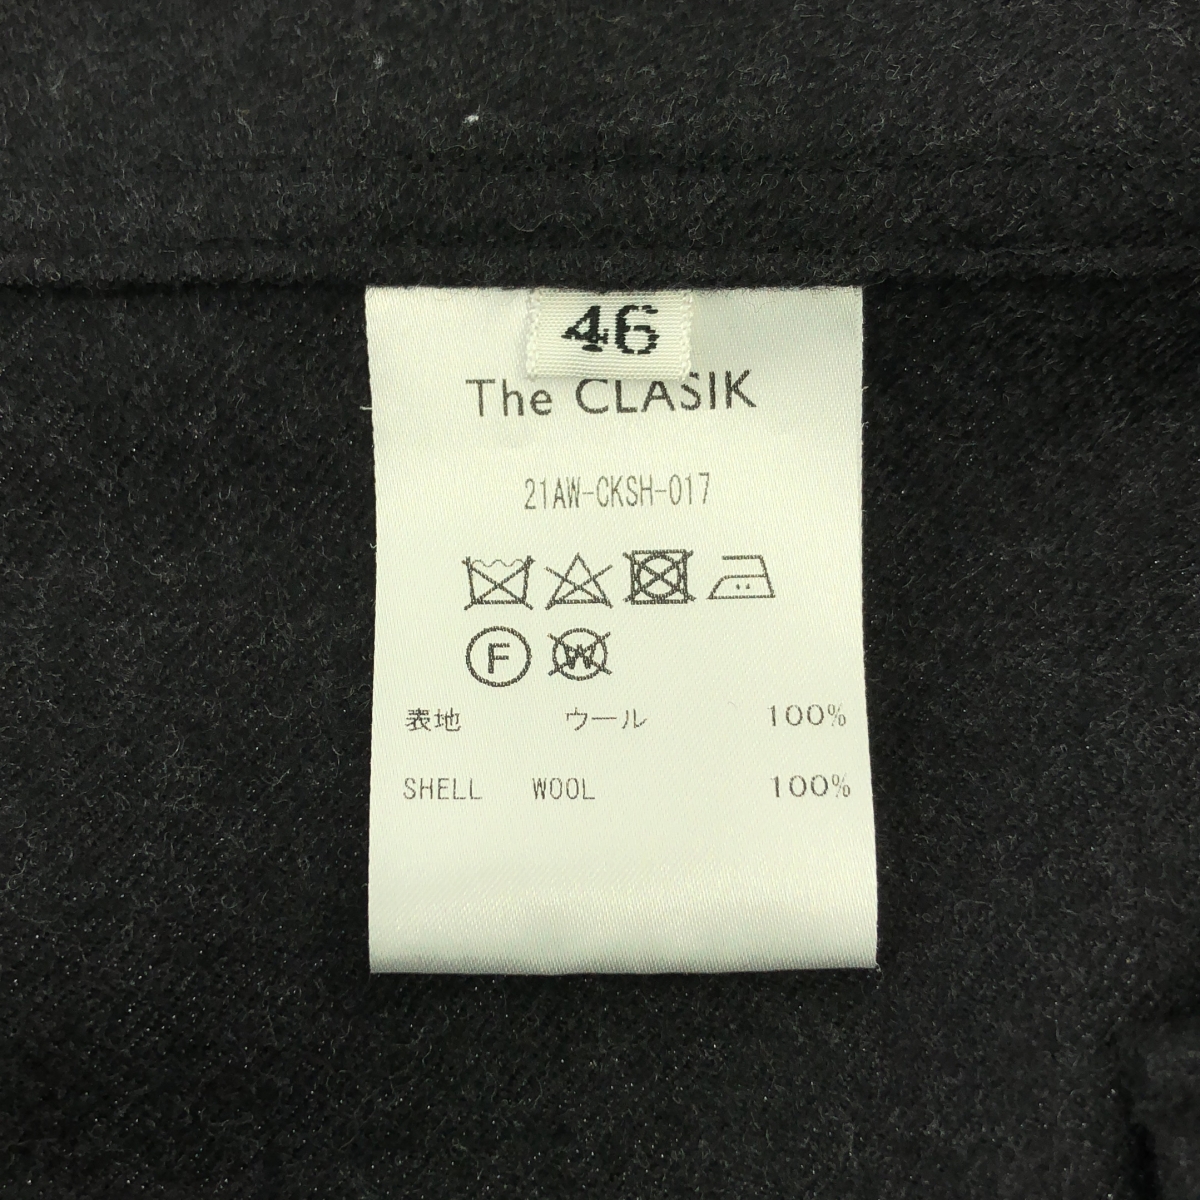 46
The CLASIK
21AW-CKSH-017
F W
表地 ウール 100%
SHELL WOOL 100%